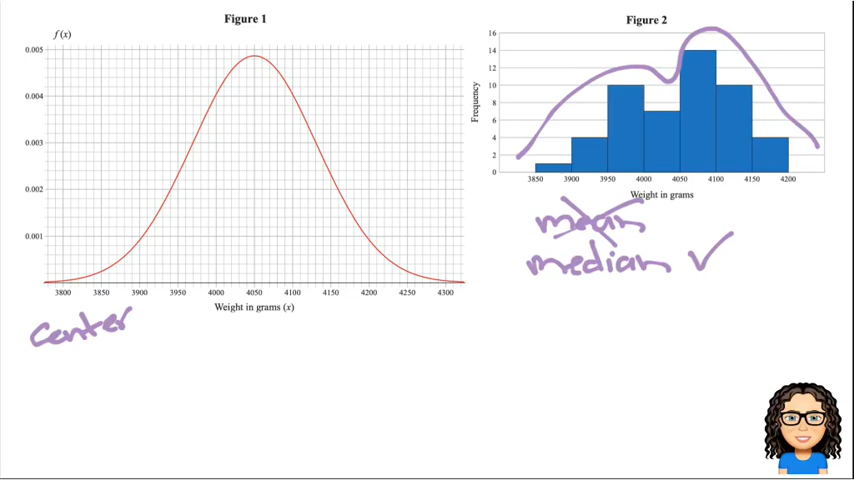 Figure 1
f(x)
0.005
0.004
0.003
0.002
0.001
3800 3850 3900 3950 4000 4050 4100 4150 4200 4250 4300
Weight in grams (x)
center
Figure 2
Frequency
16
14
12
10
8
6
4
2
0
3850 3900 3950 4000 4050 4100 4150 4200
Weight in grams
mean
median